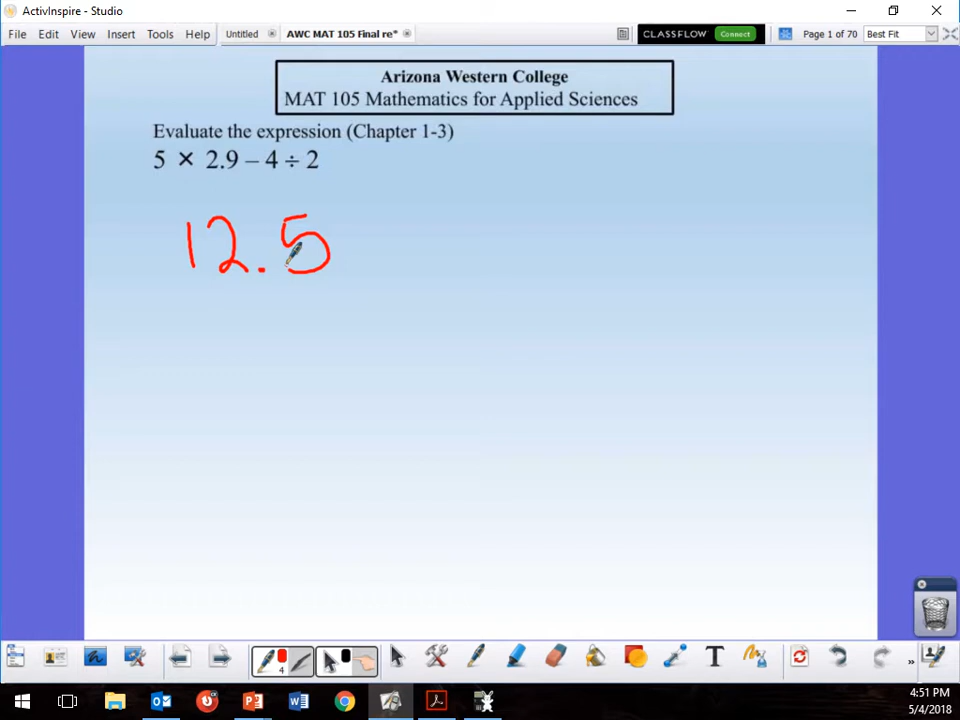 ActivInspire - Studio
File Edit View Insert Tools Help
Untitled
AWC MAT 105 Final re*
CLASSFLOW Connect
Page 1 of 70
Best Fit
Arizona Western College
MAT 105 Mathematics for Applied Sciences
Evaluate the expression (Chapter 1-3)
5 × 2.9 – 4 ÷ 2
12.5
4
T
»
4:51 PM
5/4/2018